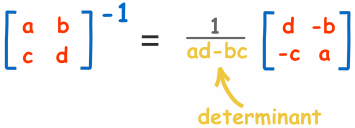 [a b
c d]^-1 = 1/(ad-bc) [d -b
-c a]
determinant